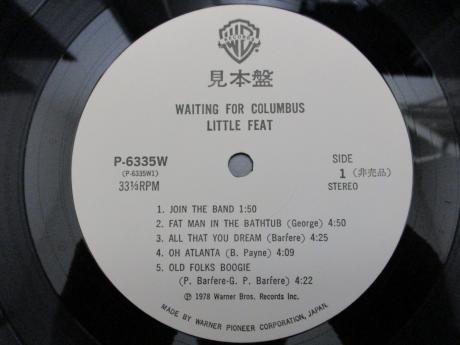 WB
RECORDS
見本盤
WAITING FOR COLUMBUS
LITTLE FEAT
P-6335W
(P-6335W1)
33⅓RPM
SIDE
1 (非売品)
STEREO
1. JOIN THE BAND 1:50
2. FAT MAN IN THE BATHTUB (George) 4:50
3. ALL THAT YOU DREAM (Barfere) 4:25
4. OH ATLANTA (B. Payne) 4:09
5. OLD FOLKS BOOGIE
(P. Barfere-G. P. Barfere) 4:22
℗ 1978 Warner Bros. Records Inc.
MADE BY WARNER PIONEER CORPORATION, JAPAN.